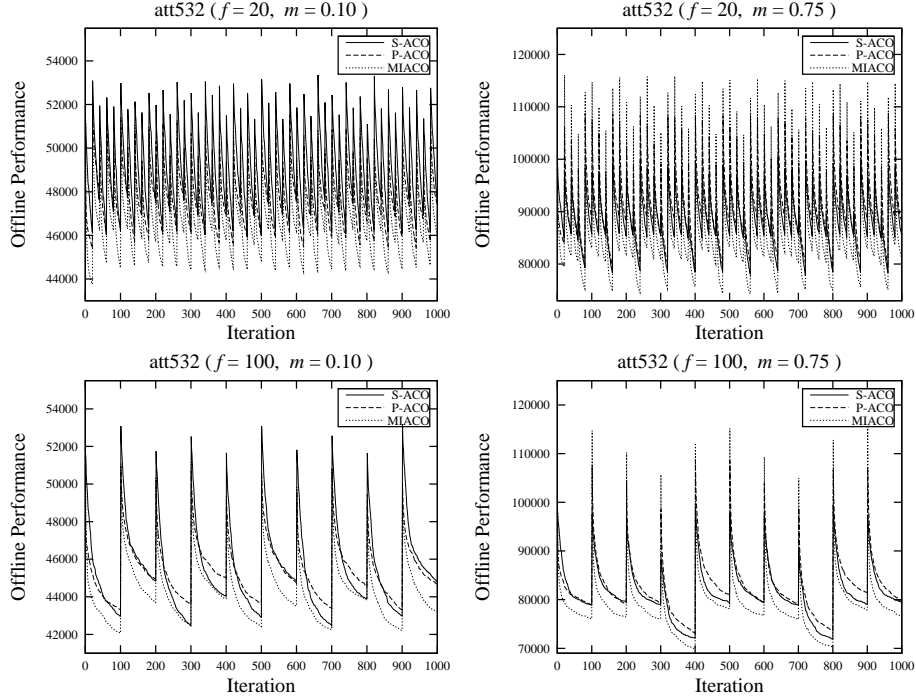 att532 ( f = 20, m = 0.10 )
Offline Performance
54000
52000
50000
48000
46000
44000
S-ACO
P-ACO
MIACO
0 100 200 300 400 500 600 700 800 900 1000
Iteration
att532 ( f = 20, m = 0.75 )
Offline Performance
120000
110000
100000
90000
80000
S-ACO
P-ACO
MIACO
0 100 200 300 400 500 600 700 800 900 1000
Iteration
att532 ( f = 100, m = 0.10 )
Offline Performance
54000
52000
50000
48000
46000
44000
42000
S-ACO
P-ACO
MIACO
0 100 200 300 400 500 600 700 800 900 1000
Iteration
att532 ( f = 100, m = 0.75 )
Offline Performance
120000
110000
100000
90000
80000
70000
S-ACO
P-ACO
MIACO
0 100 200 300 400 500 600 700 800 900 1000
Iteration